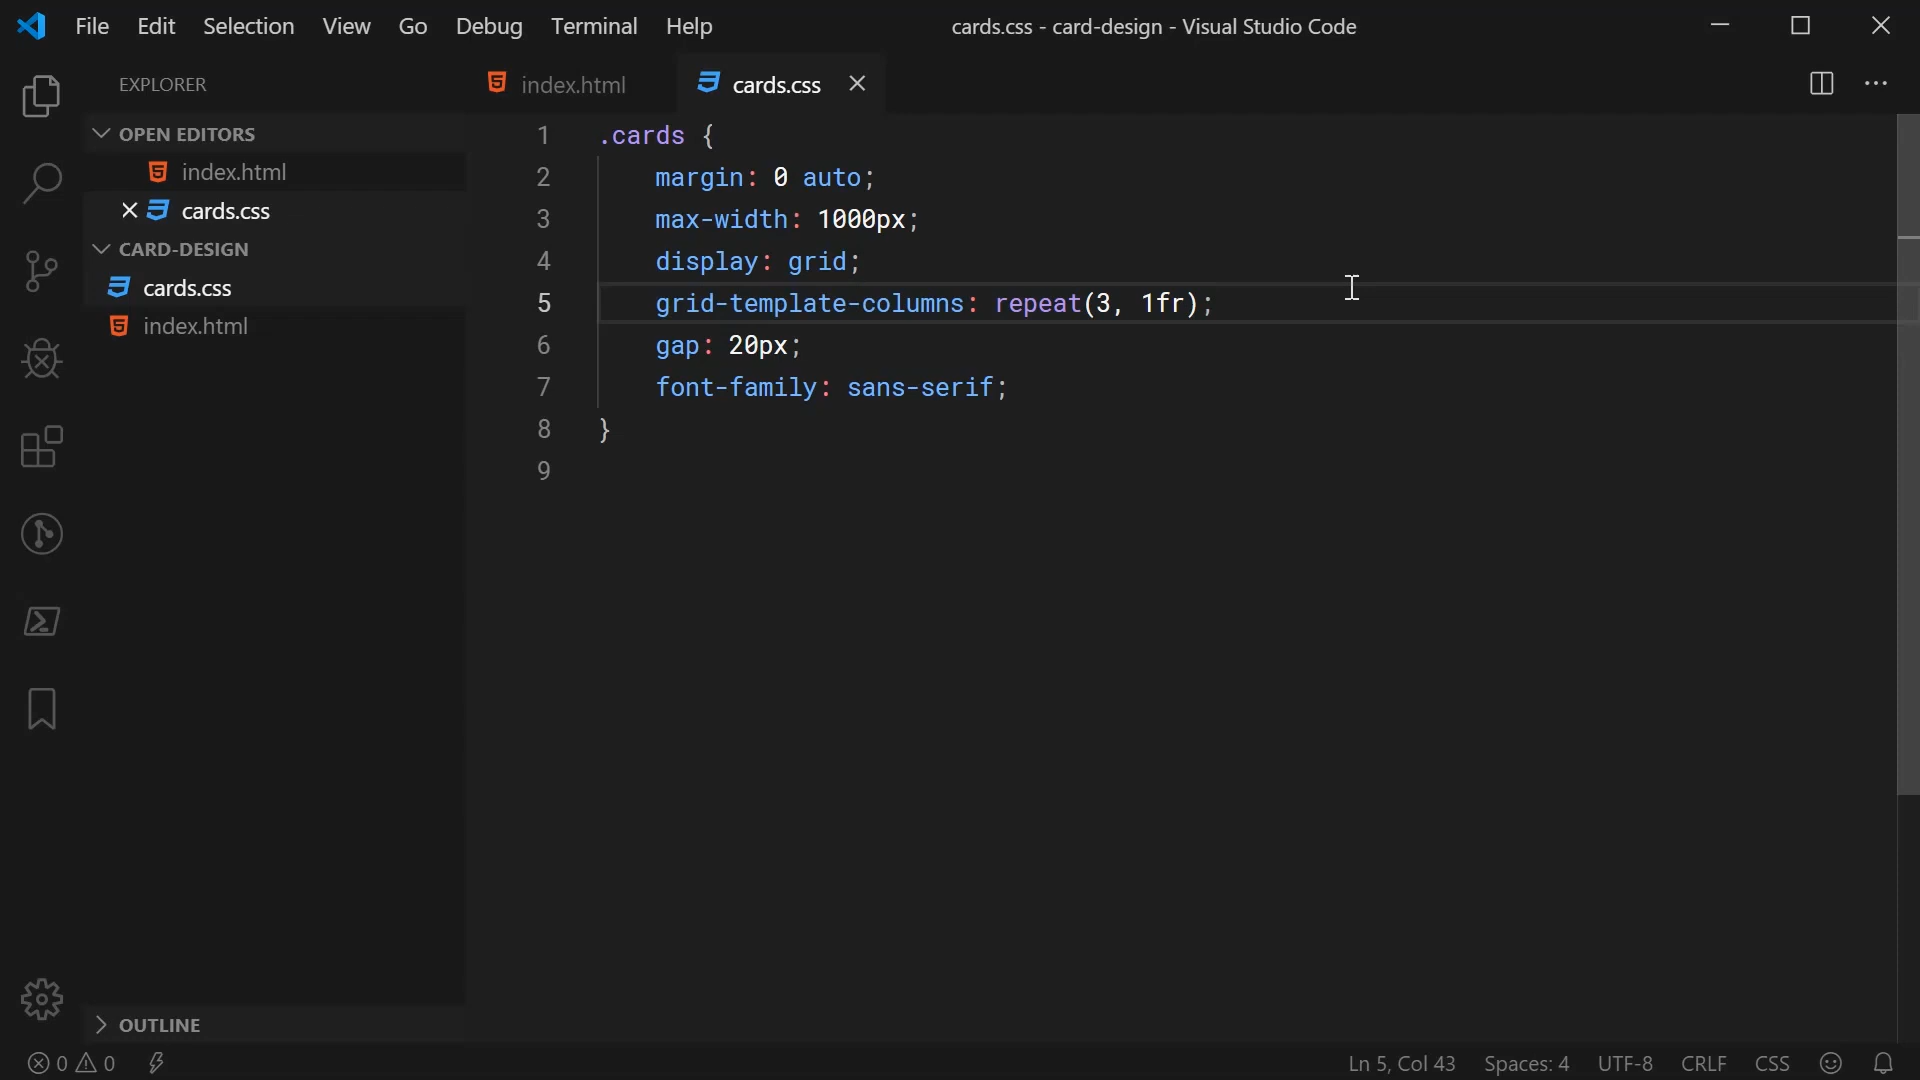 File Edit Selection View Go Debug Terminal Help cards.css - card-design - Visual Studio Code
EXPLORER
OPEN EDITORS
index.html
cards.css
CARD-DESIGN
cards.css
index.html
OUTLINE
index.html cards.css
1 .cards {
2 margin: 0 auto;
3 max-width: 1000px;
4 display: grid;
5 grid-template-columns: repeat(3, 1fr);
6 gap: 20px;
7 font-family: sans-serif;
8 }
9
0 0 Ln 5, Col 43 Spaces: 4 UTF-8 CRLF CSS